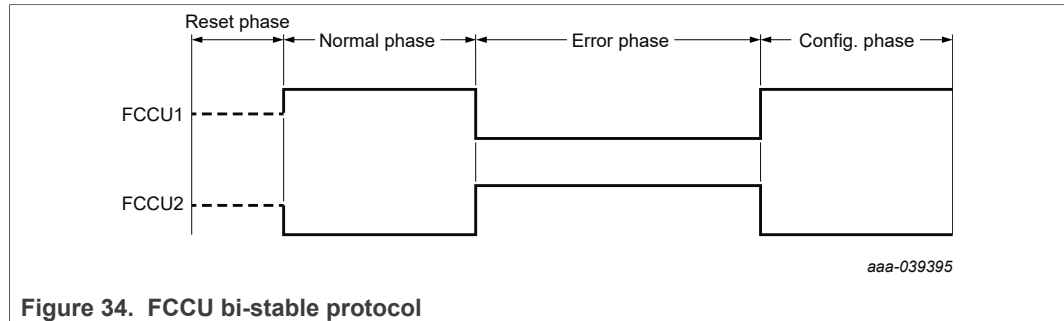 Reset phase
Normal phase
Error phase
Config. phase
FCCU1
FCCU2
aaa-039395
Figure 34. FCCU bi-stable protocol